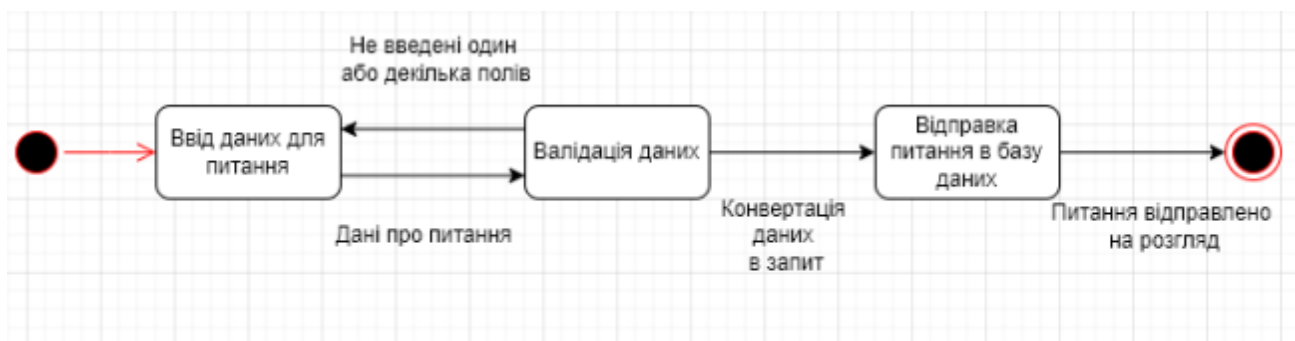 Не введені один
або декілька полів
Ввід даних для
питання
Валідація даних
Відправка
питання в базу
даних
Дані про питання
Конвертація
даних
в запит
Питання відправлено
на розгляд